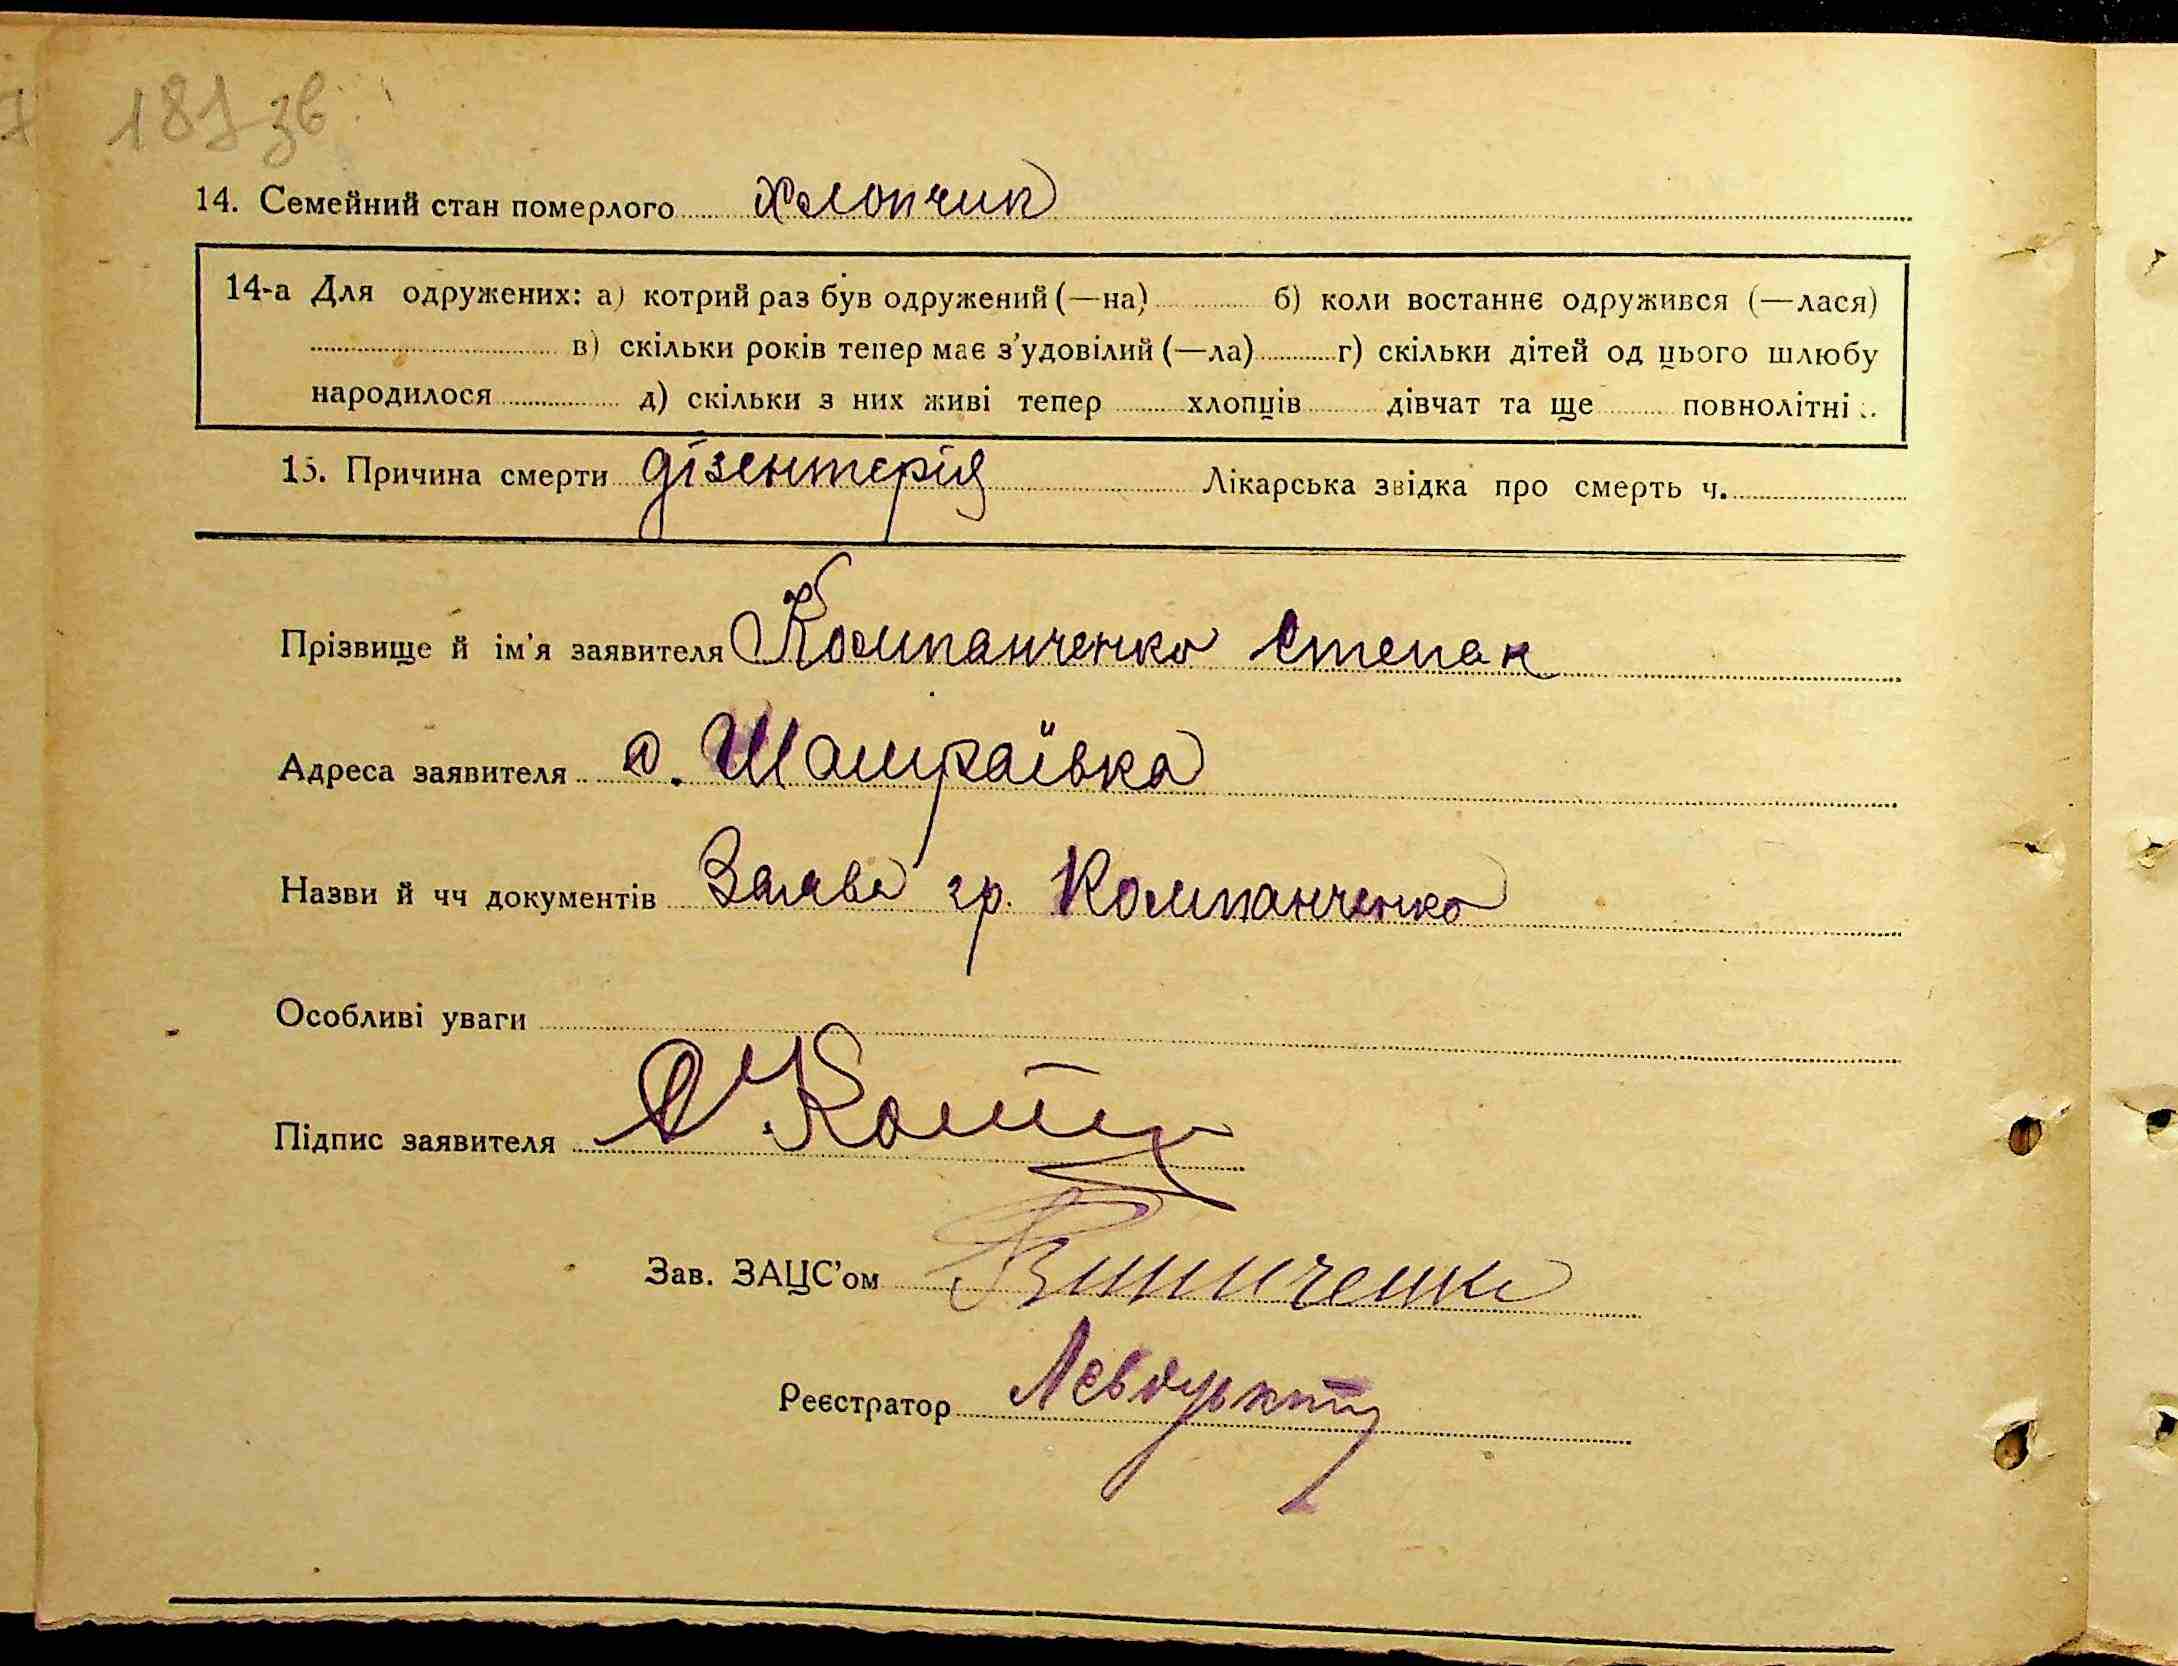 181 зв
14. Семейний стан померлого хлопчик
14-а Для одружених: а) котрий раз був одружений (—на) б) коли востаннє одружився (—лася)
в) скільки років тепер має з’удовілий (—ла) г) скільки дітей од цього шлюбу
народилося д) скільки з них живі тепер хлопців дівчат та ще повнолітні
15. Причина смерти дізентерія Лікарська звідка про смерть ч.
Прізвище й ім’я заявителя Компанченко Степан
Адреса заявителя с. Шамраївка
Назви й чч документів Заява гр. Компанченко
Особливі уваги
Підпис заявителя
Зав. ЗАЦС’ом Винниченко
Реєстратор